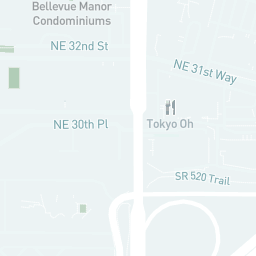 Bellevue Manor
Condominiums
NE 32nd St
NE 31st Way
NE 30th Pl
Tokyo Oh
SR 520 Trail